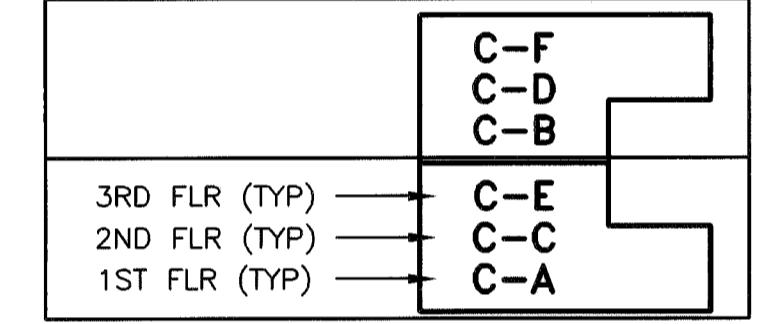 C-F
C-D
C-B
3RD FLR (TYP) C-E
2ND FLR (TYP) C-C
1ST FLR (TYP) C-A